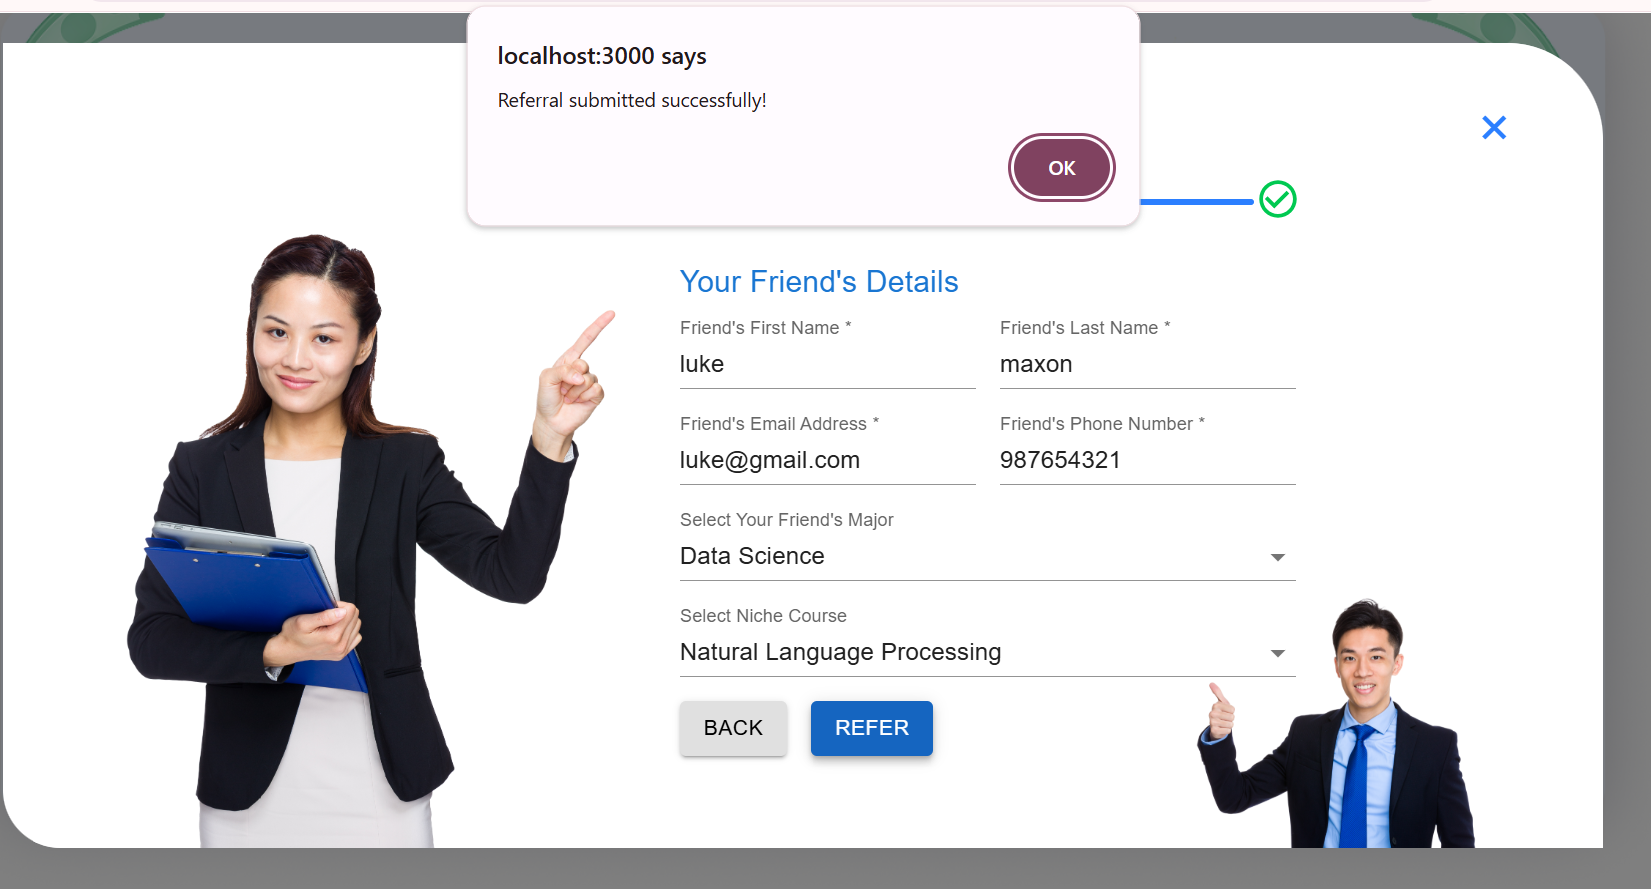 localhost:3000 says
Referral submitted successfully!
OK
Your Friend's Details
Friend's First Name *
luke
Friend's Last Name *
maxon
Friend's Email Address *
luke@gmail.com
Friend's Phone Number *
987654321
Select Your Friend's Major
Data Science
Select Niche Course
Natural Language Processing
BACK
REFER